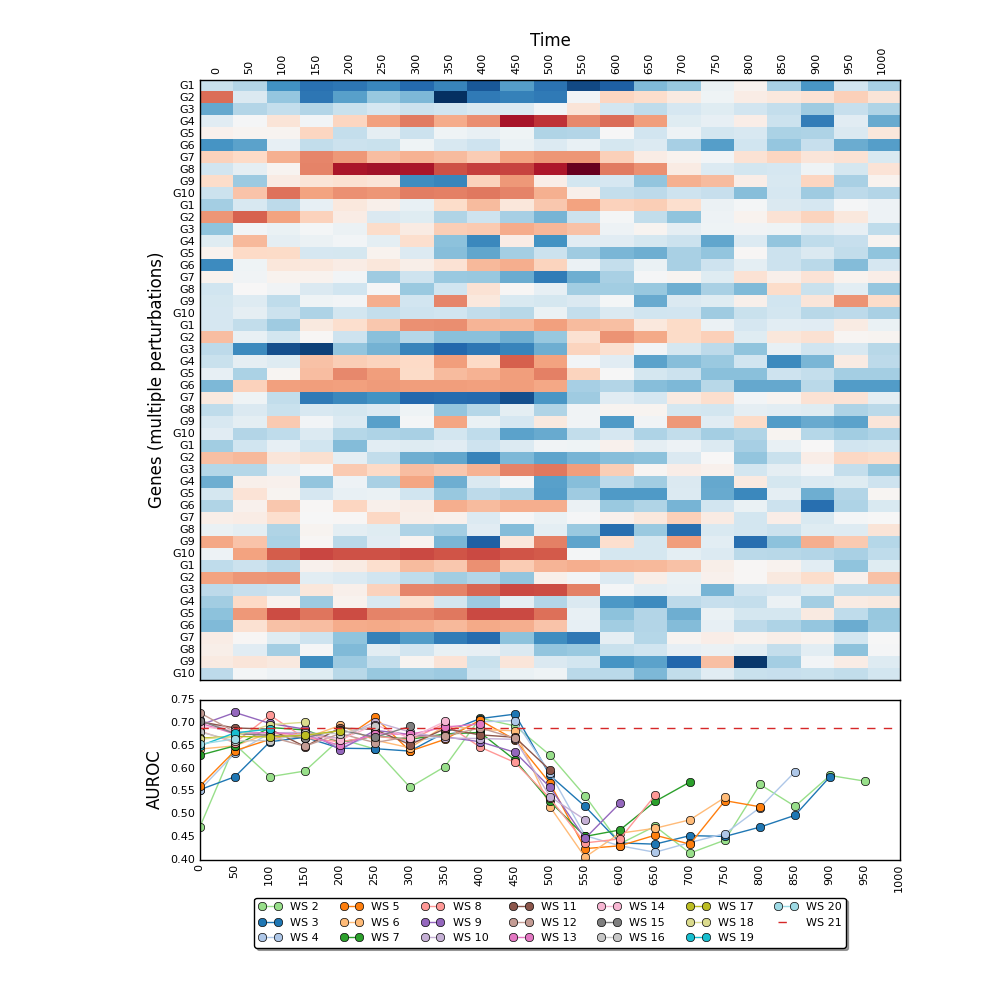 Time
0 50 100 150 200 250 300 350 400 450 500 550 600 650 700 750 800 850 900 950 1000
Genes (multiple perturbations)
G1
G2
G3
G4
G5
G6
G7
G8
G9
G10
G1
G2
G3
G4
G5
G6
G7
G8
G9
G10
G1
G2
G3
G4
G5
G6
G7
G8
G9
G10
G1
G2
G3
G4
G5
G6
G7
G8
G9
G10
G1
G2
G3
G4
G5
G6
G7
G8
G9
G10
AUROC
0.75
0.70
0.65
0.60
0.55
0.50
0.45
0.40
0 50 100 150 200 250 300 350 400 450 500 550 600 650 700 750 800 850 900 950 1000
WS 2 WS 5 WS 8 WS 11 WS 14 WS 17 WS 20
WS 3 WS 6 WS 9 WS 12 WS 15 WS 18 WS 21
WS 4 WS 7 WS 10 WS 13 WS 16 WS 19